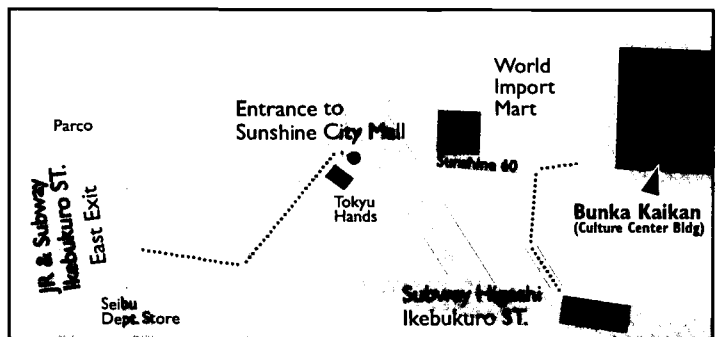 World
Import
Mart
Entrance to
Sunshine City Mall
Parco
Sunshine 60
JR & Subway
Ikebukuro ST.
East Exit
Tokyu
Hands
Bunka Kaikan
(Culture Center Bldg)
Seibu
Dept. Store
Subway Higashi
Ikebukuro ST.